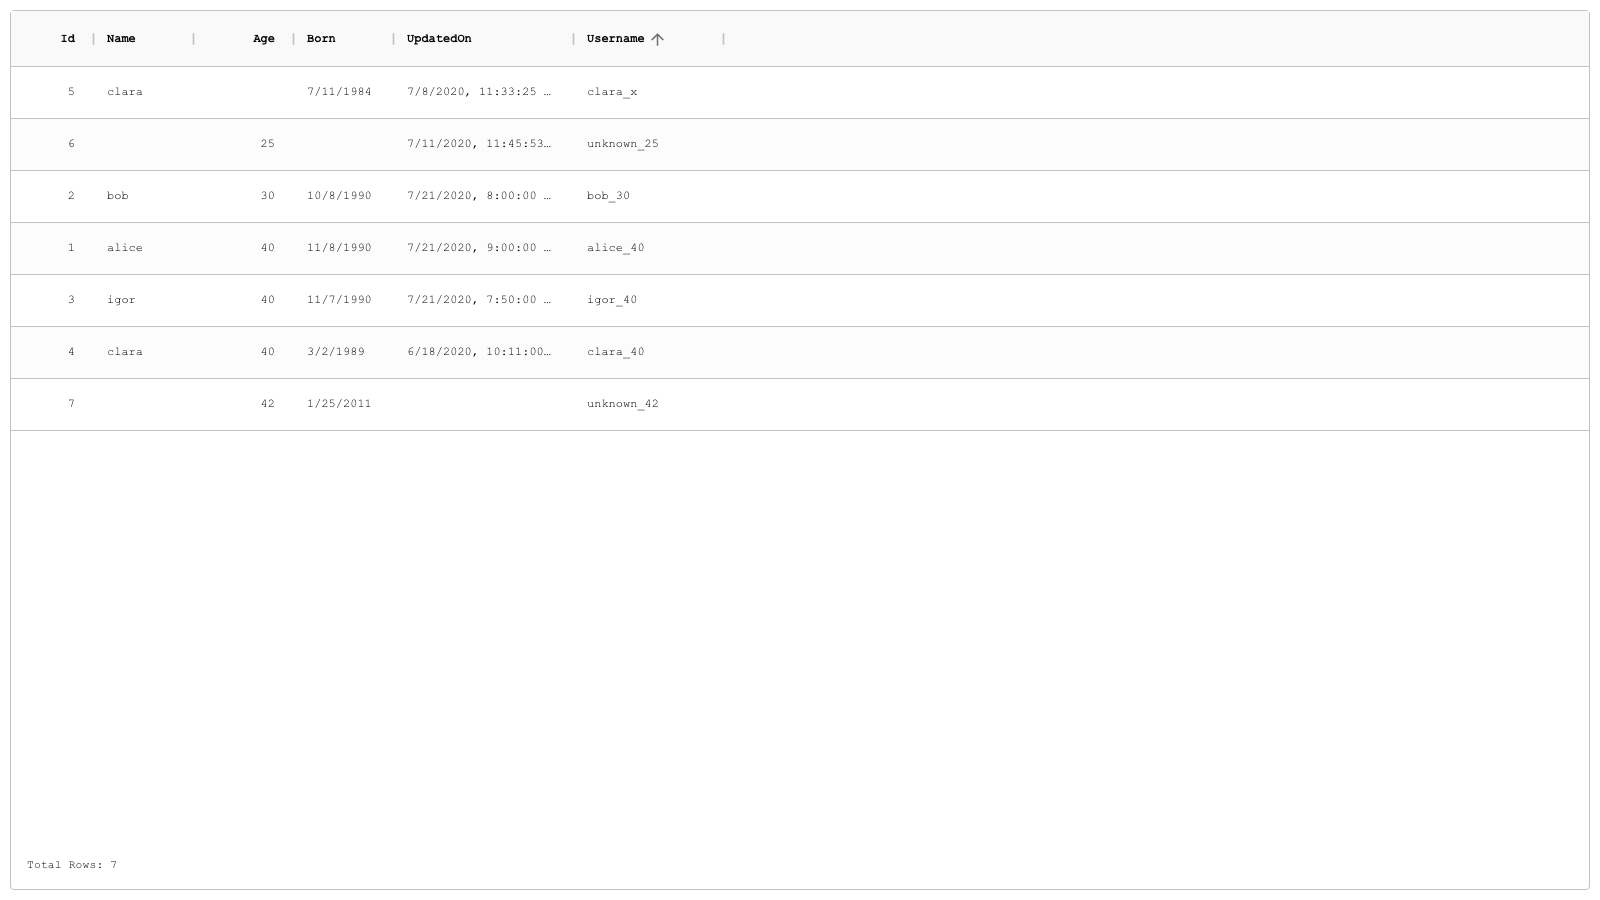 Id Name Age Born UpdatedOn Username
5 clara 7/11/1984 7/8/2020, 11:33:25 … clara_x
6 25 7/11/2020, 11:45:53… unknown_25
2 bob 30 10/8/1990 7/21/2020, 8:00:00 … bob_30
1 alice 40 11/8/1990 7/21/2020, 9:00:00 … alice_40
3 igor 40 11/7/1990 7/21/2020, 7:50:00 … igor_40
4 clara 40 3/2/1989 6/18/2020, 10:11:00… clara_40
7 42 1/25/2011 unknown_42
Total Rows: 7